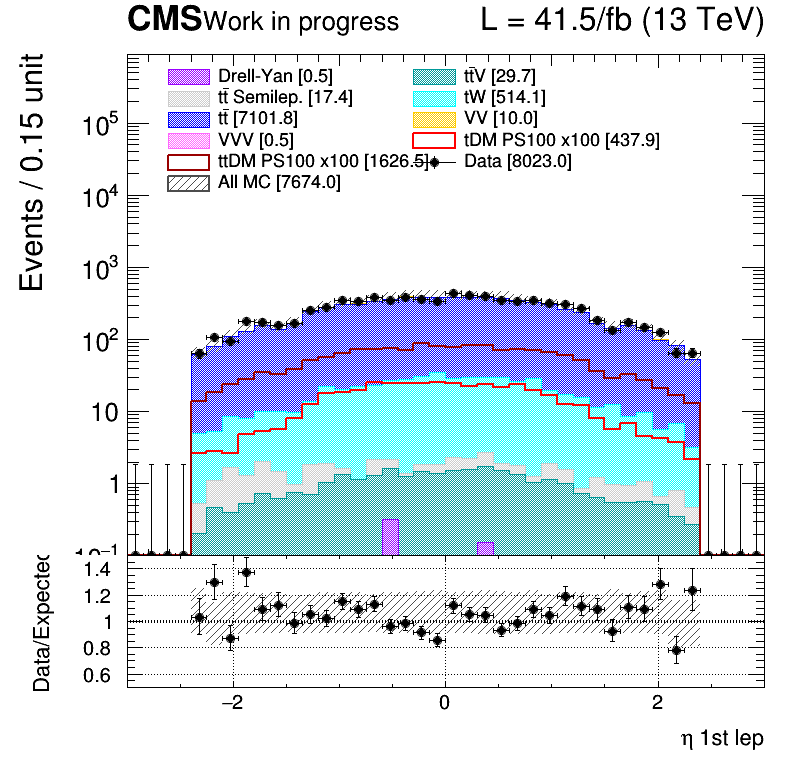 CMS Work in progress L = 41.5/fb (13 TeV)
Events / 0.15 unit
Drell-Yan [0.5] tt̄V [29.7]
tt̄ Semilep. [17.4] tW [514.1]
tt̄ [7101.8] VV [10.0]
VVV [0.5] tDM PS100 x100 [437.9]
ttDM PS100 x100 [1626.5] Data [8023.0]
All MC [7674.0]
10⁵
10⁴
10³
10²
10
1
10⁻¹
Data/Expected
1.4
1.2
1
0.8
0.6
−2 0 2
η 1st lep